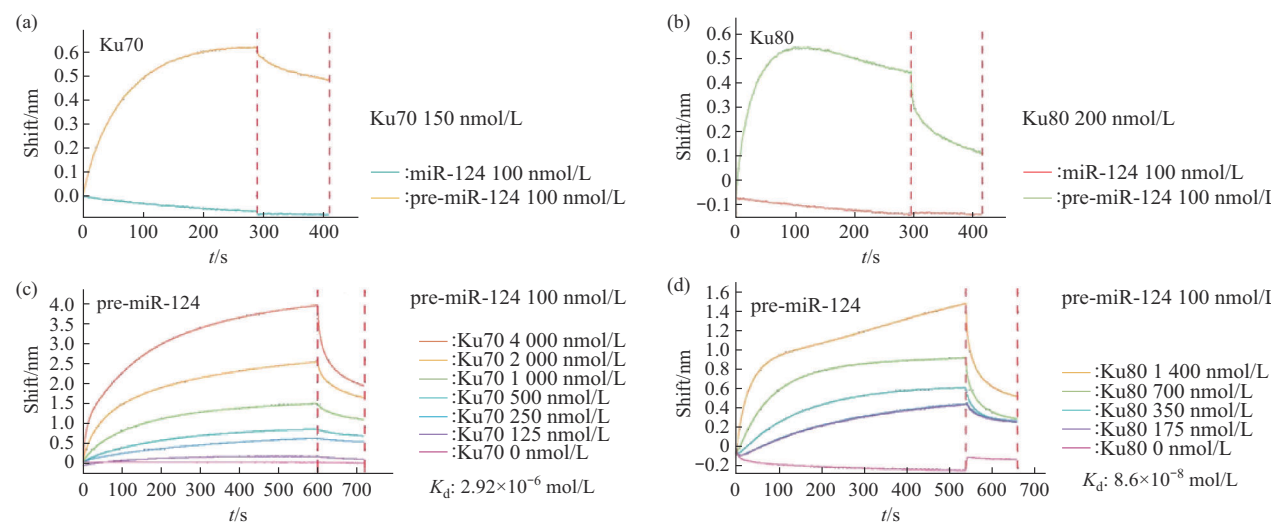 (a)
Ku70
Shift/nm
0.6
0.5
0.4
0.3
0.2
0.1
0.0
0 100 200 300 400
t/s
Ku70 150 nmol/L
:miR-124 100 nmol/L
:pre-miR-124 100 nmol/L
(b)
Ku80
Shift/nm
0.6
0.5
0.4
0.3
0.2
0.1
0.0
−0.1
0 100 200 300 400
t/s
Ku80 200 nmol/L
:miR-124 100 nmol/L
:pre-miR-124 100 nmol/L
(c)
pre-miR-124
Shift/nm
4.0
3.5
3.0
2.5
2.0
1.5
1.0
0.5
0
0 100 200 300 400 500 600 700
t/s
pre-miR-124 100 nmol/L
:Ku70 4 000 nmol/L
:Ku70 2 000 nmol/L
:Ku70 1 000 nmol/L
:Ku70 500 nmol/L
:Ku70 250 nmol/L
:Ku70 125 nmol/L
:Ku70 0 nmol/L
Kd: 2.92×10⁻⁶ mol/L
(d)
pre-miR-124
Shift/nm
1.6
1.4
1.2
1.0
0.8
0.6
0.4
0.2
0
−0.2
0 100 200 300 400 500 600 700
t/s
pre-miR-124 100 nmol/L
:Ku80 1 400 nmol/L
:Ku80 700 nmol/L
:Ku80 350 nmol/L
:Ku80 175 nmol/L
:Ku80 0 nmol/L
Kd: 8.6×10⁻⁸ mol/L